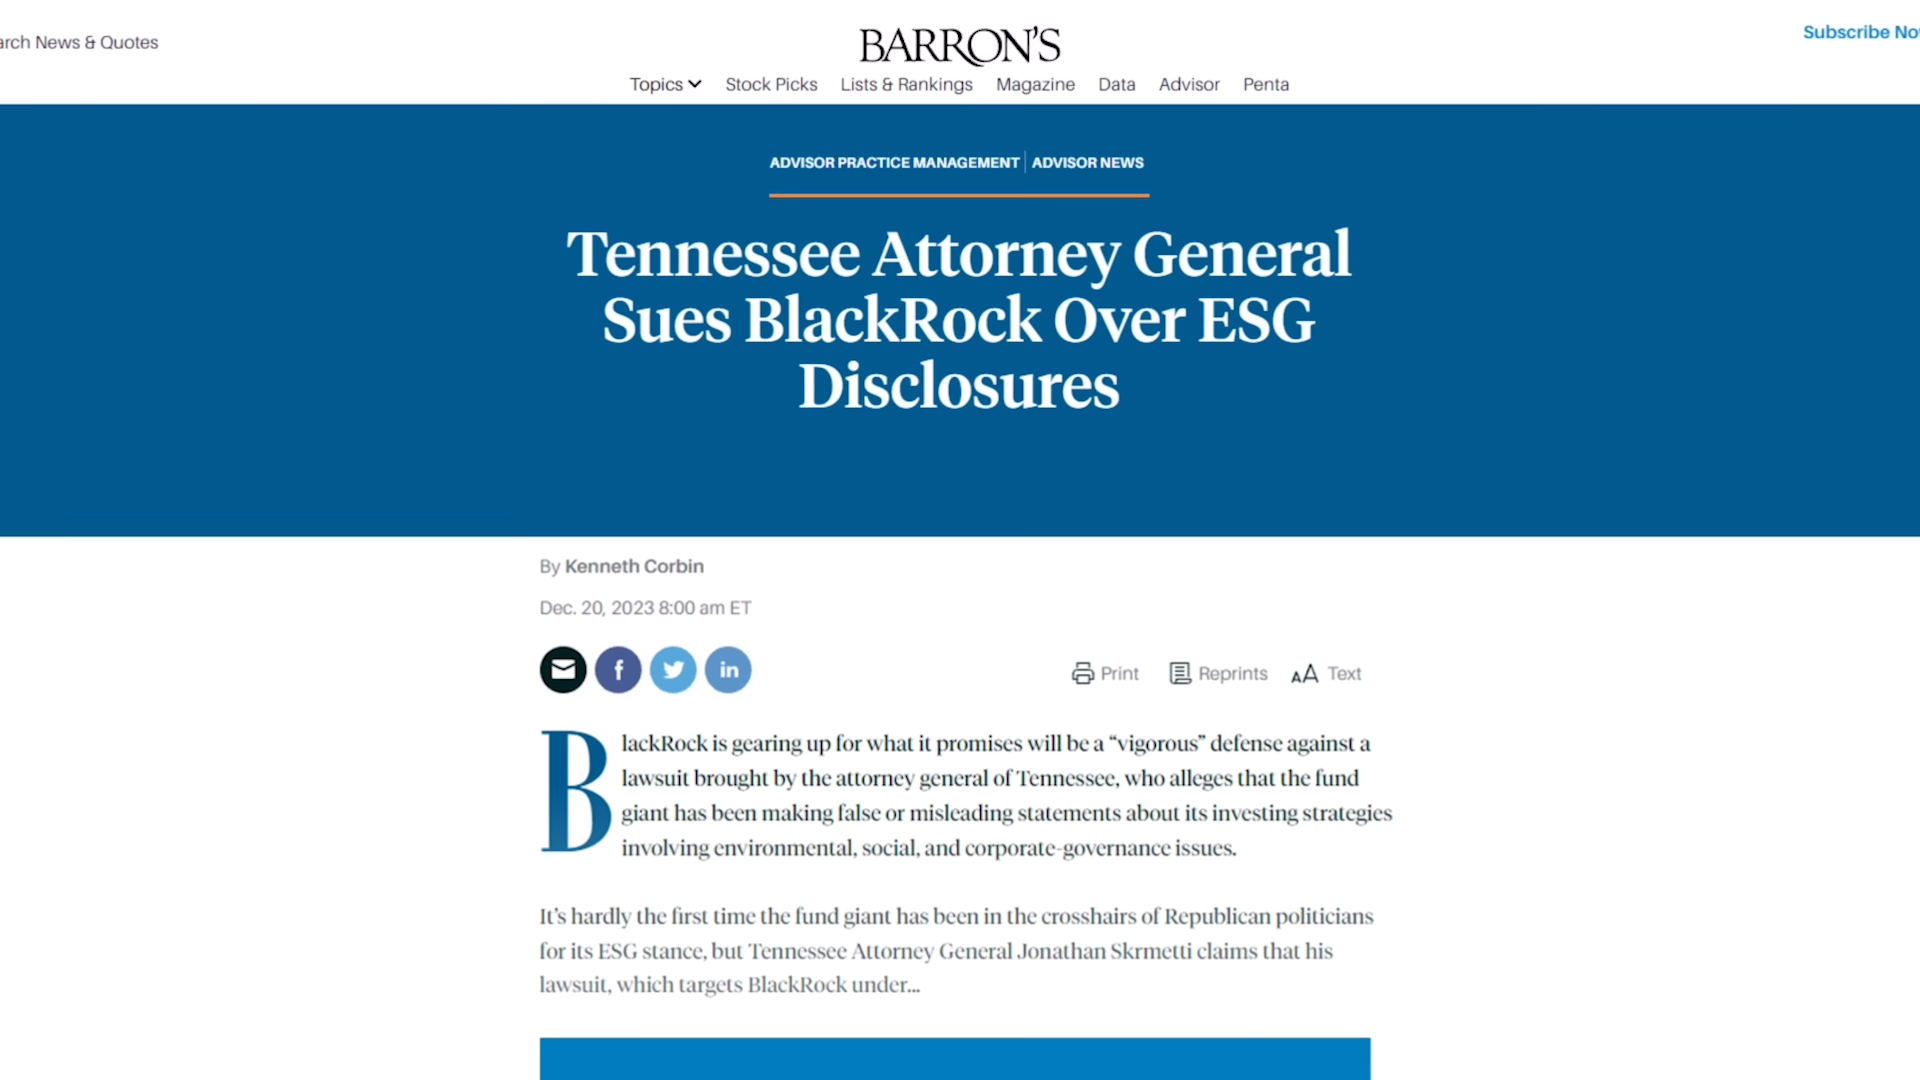 arch News & Quotes
BARRON'S
Subscribe No
Topics Stock Picks Lists & Rankings Magazine Data Advisor Penta
ADVISOR PRACTICE MANAGEMENT ADVISOR NEWS
Tennessee Attorney General
Sues BlackRock Over ESG
Disclosures
By Kenneth Corbin
Dec. 20, 2023 8:00 am ET
f in
Print Reprints AA Text
BlackRock is gearing up for what it promises will be a “vigorous” defense against a
lawsuit brought by the attorney general of Tennessee, who alleges that the fund
giant has been making false or misleading statements about its investing strategies
involving environmental, social, and corporate-governance issues.
It’s hardly the first time the fund giant has been in the crosshairs of Republican politicians
for its ESG stance, but Tennessee Attorney General Jonathan Skrmetti claims that his
lawsuit, which targets BlackRock under...